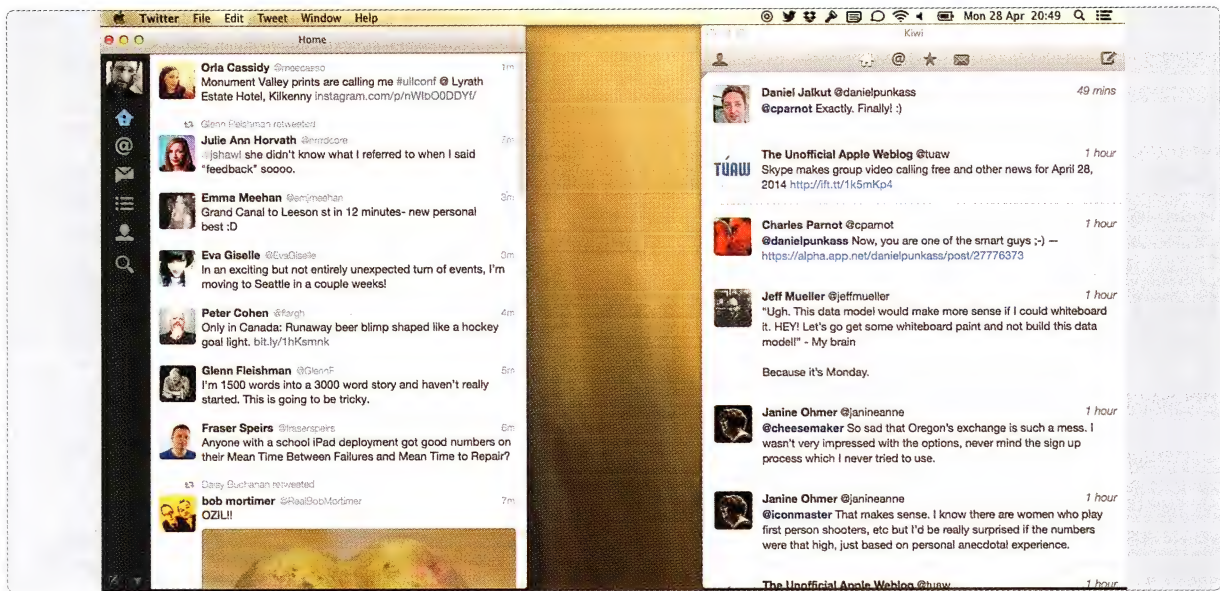 Twitter File Edit Tweet Window Help
Mon 28 Apr 20:49
Home
Orla Cassidy 1m
Monument Valley prints are calling me #ullconf @ Lyrath
Estate Hotel, Kilkenny instagram.com/p/nWIbO0DDYf/
Glenn Fleishman retweeted
Julie Ann Horvath @nrrrdcore
she didn't know what I referred to when I said
"feedback" soooo.
Emma Meehan @emjmeehan 3m
Grand Canal to Leeson st in 12 minutes- new personal
best :D
Eva Giselle @EvaGiselle 3m
In an exciting but not entirely unexpected turn of events, I'm
moving to Seattle in a couple weeks!
Peter Cohen @flargh 4m
Only in Canada: Runaway beer blimp shaped like a hockey
goal light. bit.ly/1hKsmnk
Glenn Fleishman @GlennF 5m
I'm 1500 words into a 3000 word story and haven't really
started. This is going to be tricky.
Fraser Speirs @fraserspeirs 6m
Anyone with a school iPad deployment got good numbers on
their Mean Time Between Failures and Mean Time to Repair?
Daisy Buchanan retweeted
bob mortimer @RealBobMortimer 7m
OZiL!!
Kiwi
Daniel Jalkut @danielpunkass 49 mins
@cparnot Exactly. Finally! :)
TUAW
The Unofficial Apple Weblog @tuaw 1 hour
Skype makes group video calling free and other news for April 28,
2014 http://ift.tt/1k5mKp4
Charles Parnot @cparnot 1 hour
@danielpunkass Now, you are one of the smart guys ;-) —
https://alpha.app.net/danielpunkass/post/27776373
Jeff Mueller @jeffmueller 1 hour
"Ugh. This data model would make more sense if I could whiteboard
it. HEY! Let's go get some whiteboard paint and not build this data
model!" - My brain
Because it's Monday.
Janine Ohmer @janineanne 1 hour
@cheesemaker So sad that Oregon's exchange is such a mess. I
wasn't very impressed with the options, never mind the sign up
process which I never tried to use.
Janine Ohmer @janineanne 1 hour
@iconmaster That makes sense. I know there are women who play
first person shooters, etc but I'd be really surprised if the numbers
were that high, just based on personal anecdotal experience.
The Unofficial Apple Weblog @tuaw 1 hour